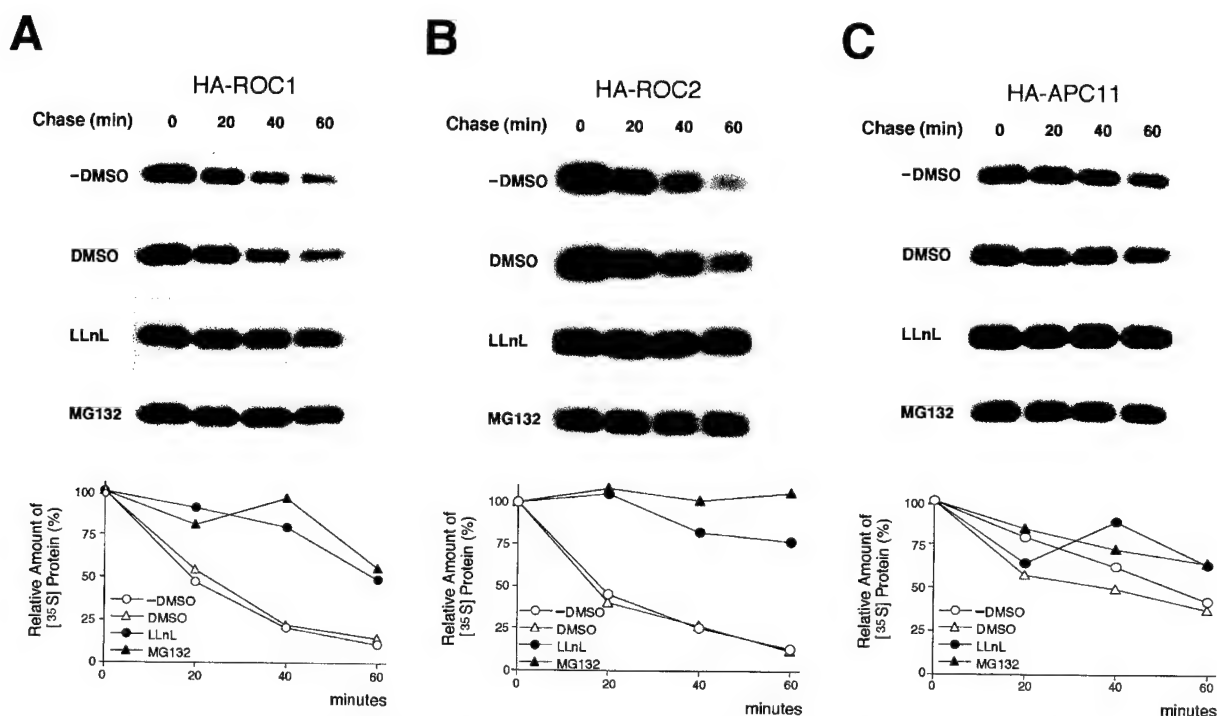 A
HA-ROC1
Chase (min) 0 20 40 60
–DMSO
DMSO
LLnL
MG132
Relative Amount of
[35S] Protein (%)
100
75
50
25
0
–DMSO
DMSO
LLnL
MG132
0 20 40 60
minutes
B
HA-ROC2
Chase (min) 0 20 40 60
–DMSO
DMSO
LLnL
MG132
Relative Amount of
[35S] Protein (%)
100
75
50
25
0
–DMSO
DMSO
LLnL
MG132
0 20 40 60
minutes
C
HA-APC11
Chase (min) 0 20 40 60
–DMSO
DMSO
LLnL
MG132
Relative Amount of
[35S] Protein (%)
100
75
50
25
0
–DMSO
DMSO
LLnL
MG132
0 20 40 60
minutes